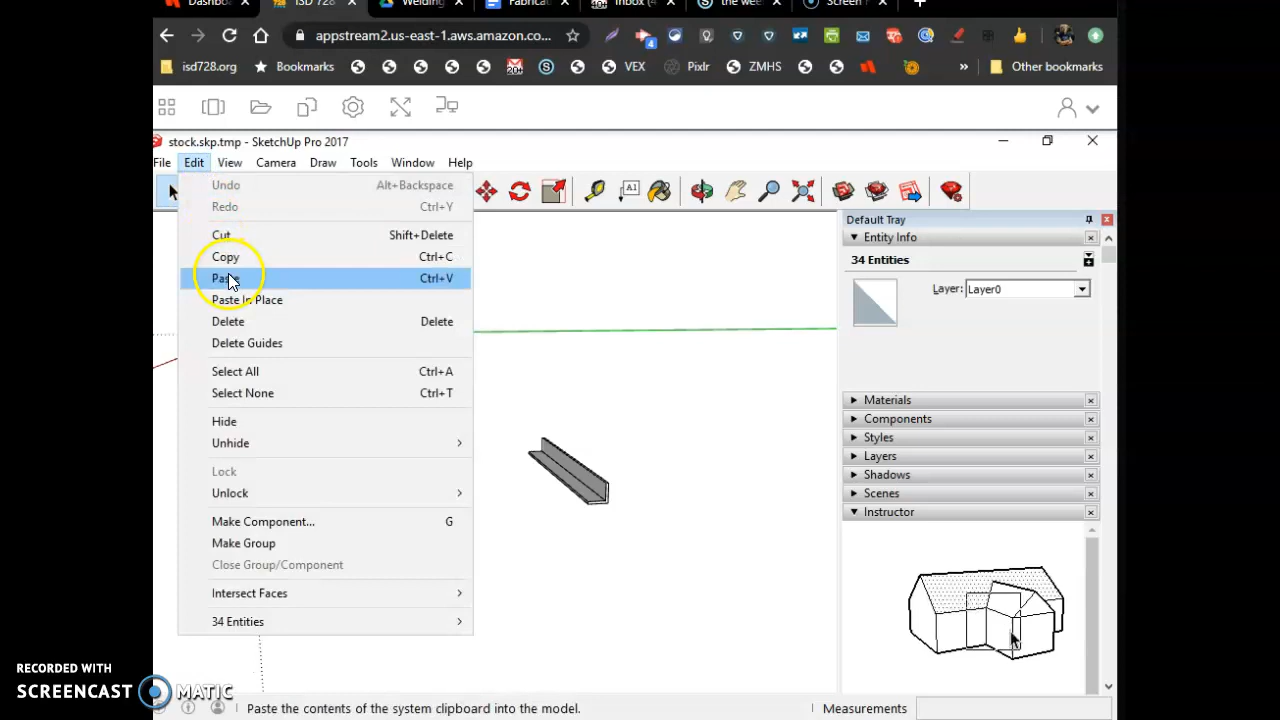 Dashbo
ISD 728
Welding
Fabricat
Inbox (4
the wee
Screen
appstream2.us-east-1.aws.amazon.co...
4
isd728.org
Bookmarks
20+
VEX
Pixlr
ZMHS
»
Other bookmarks
stock.skp.tmp - SketchUp Pro 2017
File Edit View Camera Draw Tools Window Help
A1
Undo Alt+Backspace
Redo Ctrl+Y
Cut Shift+Delete
Copy Ctrl+C
Paste Ctrl+V
Paste In Place
Delete Delete
Delete Guides
Select All Ctrl+A
Select None Ctrl+T
Hide
Unhide
Lock
Unlock
Make Component... G
Make Group
Close Group/Component
Intersect Faces
34 Entities
Default Tray
Entity Info
34 Entities
Layer: Layer0
Materials
Components
Styles
Layers
Shadows
Scenes
Instructor
RECORDED WITH
SCREENCAST MATIC
Paste the contents of the system clipboard into the model.
Measurements